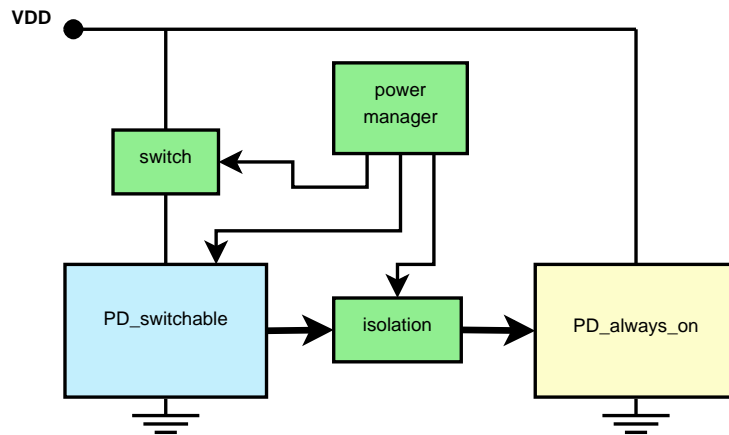 VDD
power
manager
switch
PD_switchable
isolation
PD_always_on